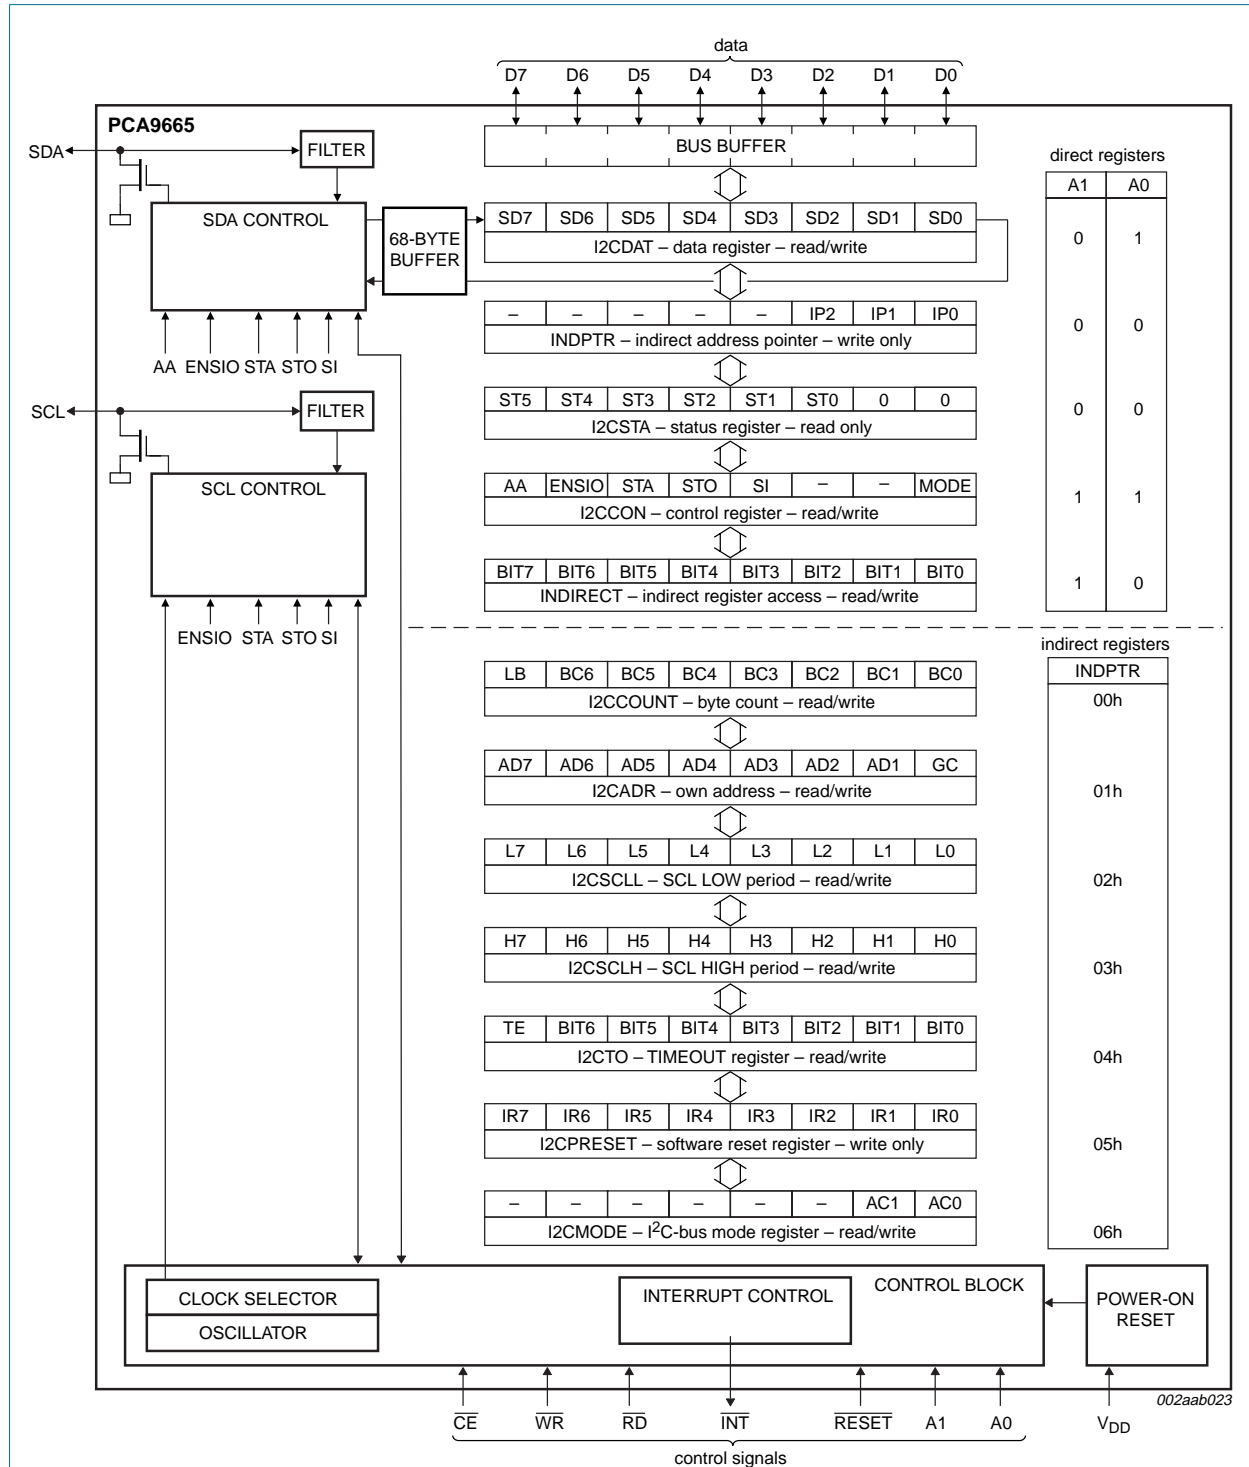 data
D7 D6 D5 D4 D3 D2 D1 D0
PCA9665
SDA
FILTER
BUS BUFFER
direct registers
A1 A0
SDA CONTROL
68-BYTE
BUFFER
SD7 SD6 SD5 SD4 SD3 SD2 SD1 SD0
I2CDAT – data register – read/write
0 1
– – – – – IP2 IP1 IP0
INDPTR – indirect address pointer – write only
0 0
AA ENSIO STA STO SI
SCL
FILTER
ST5 ST4 ST3 ST2 ST1 ST0 0 0
I2CSTA – status register – read only
0 0
SCL CONTROL
AA ENSIO STA STO SI – – MODE
I2CCON – control register – read/write
1 1
BIT7 BIT6 BIT5 BIT4 BIT3 BIT2 BIT1 BIT0
INDIRECT – indirect register access – read/write
1 0
ENSIO STA STO SI
indirect registers
INDPTR
LB BC6 BC5 BC4 BC3 BC2 BC1 BC0
I2CCOUNT – byte count – read/write
00h
AD7 AD6 AD5 AD4 AD3 AD2 AD1 GC
I2CADR – own address – read/write
01h
L7 L6 L5 L4 L3 L2 L1 L0
I2CSCLL – SCL LOW period – read/write
02h
H7 H6 H5 H4 H3 H2 H1 H0
I2CSCLH – SCL HIGH period – read/write
03h
TE BIT6 BIT5 BIT4 BIT3 BIT2 BIT1 BIT0
I2CTO – TIMEOUT register – read/write
04h
IR7 IR6 IR5 IR4 IR3 IR2 IR1 IR0
I2CPRESET – software reset register – write only
05h
– – – – – – AC1 AC0
I2CMODE – I²C-bus mode register – read/write
06h
CLOCK SELECTOR
OSCILLATOR
INTERRUPT CONTROL
CONTROL BLOCK
POWER-ON
RESET
002aab023
C̅E̅ W̅R̅ R̅D̅ I̅N̅T̅ R̅E̅S̅E̅T̅ A1 A0 VDD
control signals